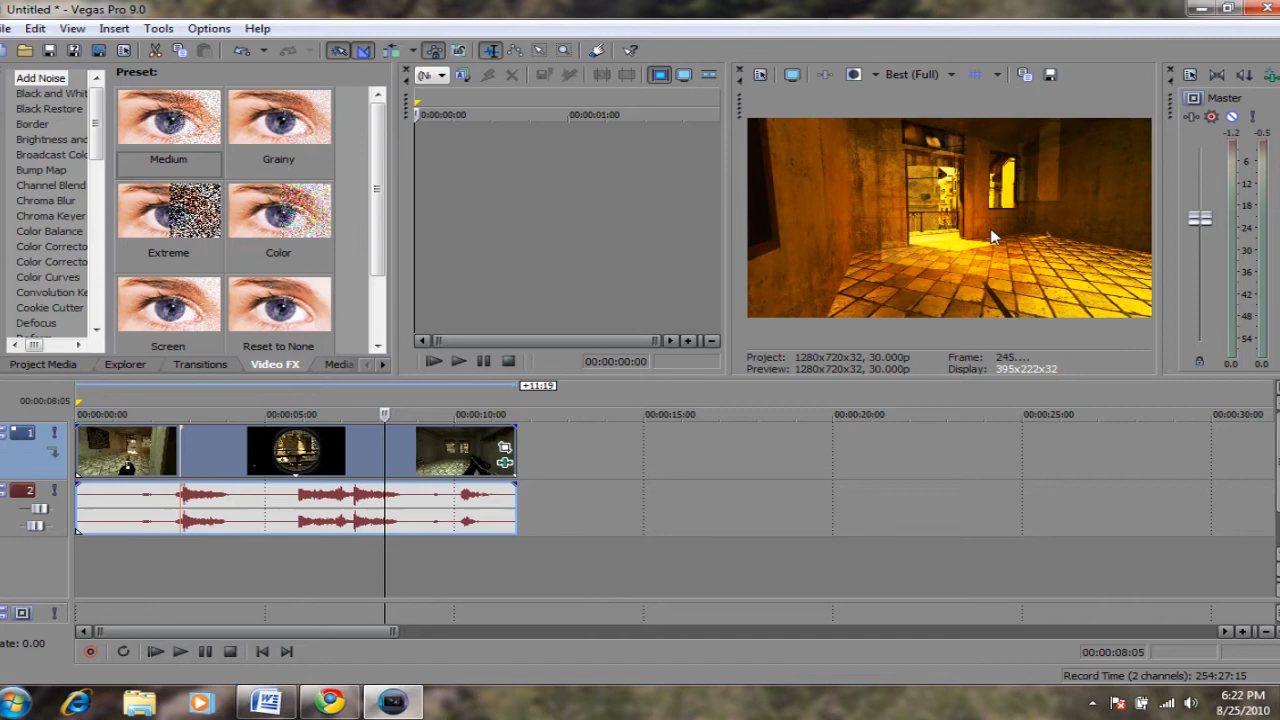 Untitled * - Vegas Pro 9.0
ile Edit View Insert Tools Options Help
Add Noise
Black and Whit
Black Restore
Border
Brightness and
Broadcast Colo
Bump Map
Channel Blend
Chroma Blur
Chroma Keyer
Color Balance
Color Correcto
Color Correcto
Color Curves
Convolution K
Cookie Cutter
Defocus
Preset:
Medium
Grainy
Extreme
Color
Screen
Reset to None
Project Media Explorer Transitions Video FX Media
0:00:00:00 00:00:01:00
00:00:00:00
Best (Full)
Project: 1280x720x32, 30.000p Frame: 245....
Preview: 1280x720x32, 30.000p Display: 395x222x32
Master
-1.2 -0.5
6
12
18
24
30
36
42
48
54
0.0 0.0
+11:19
00:00:08:05
00:00:00:00 00:00:05:00 00:00:10:00 00:00:15:00 00:00:20:00 00:00:25:00 00:00:30:00
1
2
ate: 0.00
00:00:08:05
Record Time (2 channels): 254:27:15
6:22 PM
8/25/2010